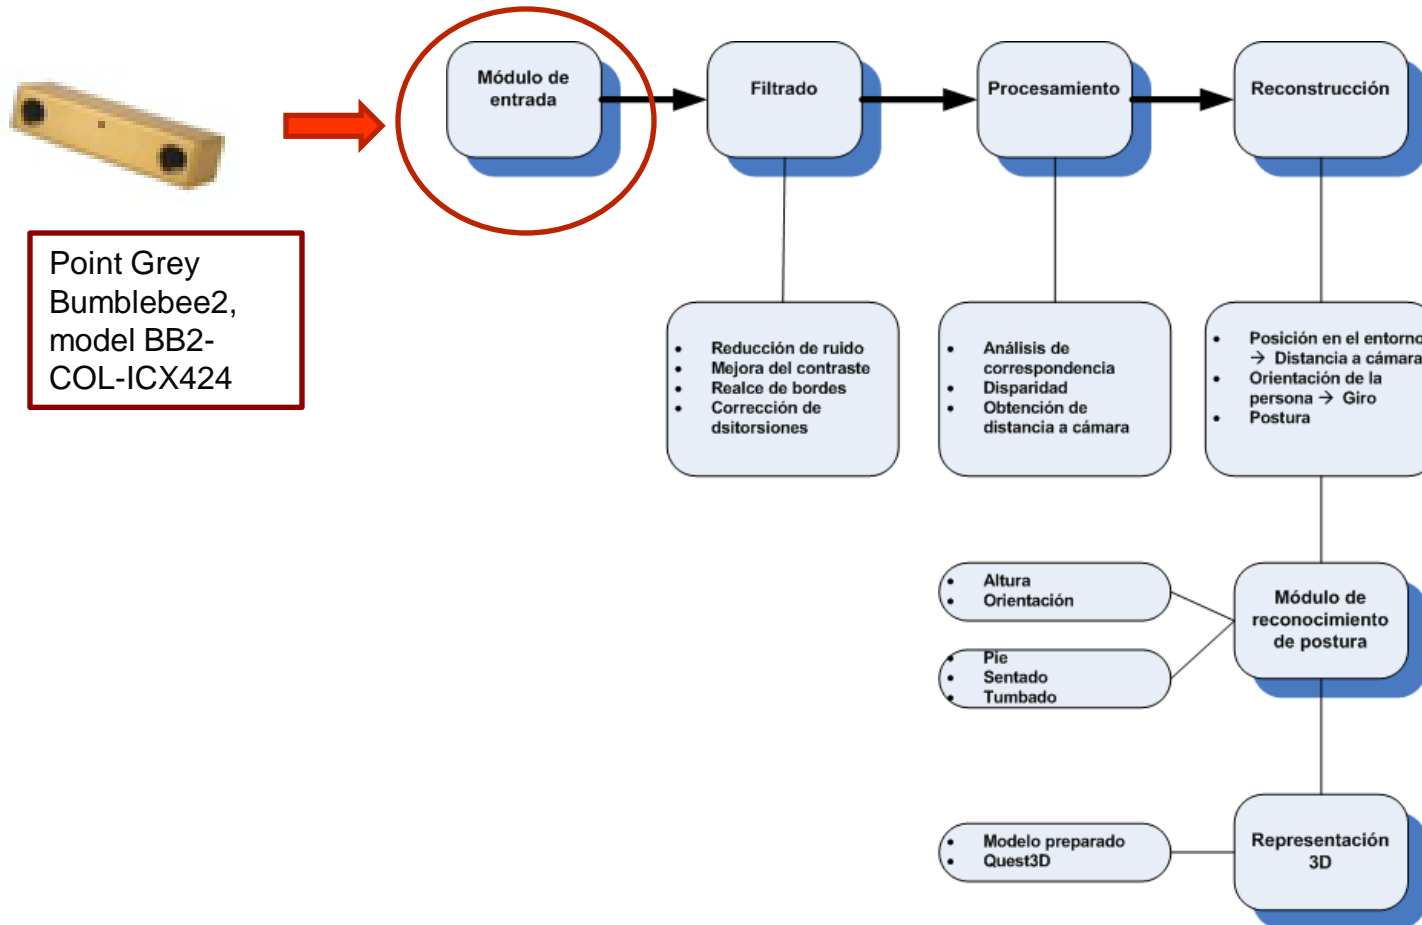 Módulo de
entrada
Filtrado
Procesamiento
Reconstrucción
Point Grey
Bumblebee2,
model BB2-
COL-ICX424
• Reducción de ruido
• Mejora del contraste
• Realce de bordes
• Corrección de
dsitorsiones
• Análisis de
correspondencia
• Disparidad
• Obtención de
distancia a cámara
• Posición en el entorno
→ Distancia a cámara
• Orientación de la
persona → Giro
• Postura
• Altura
• Orientación
• Pie
• Sentado
• Tumbado
Módulo de
reconocimiento
de postura
• Modelo preparado
• Quest3D
Representación
3D